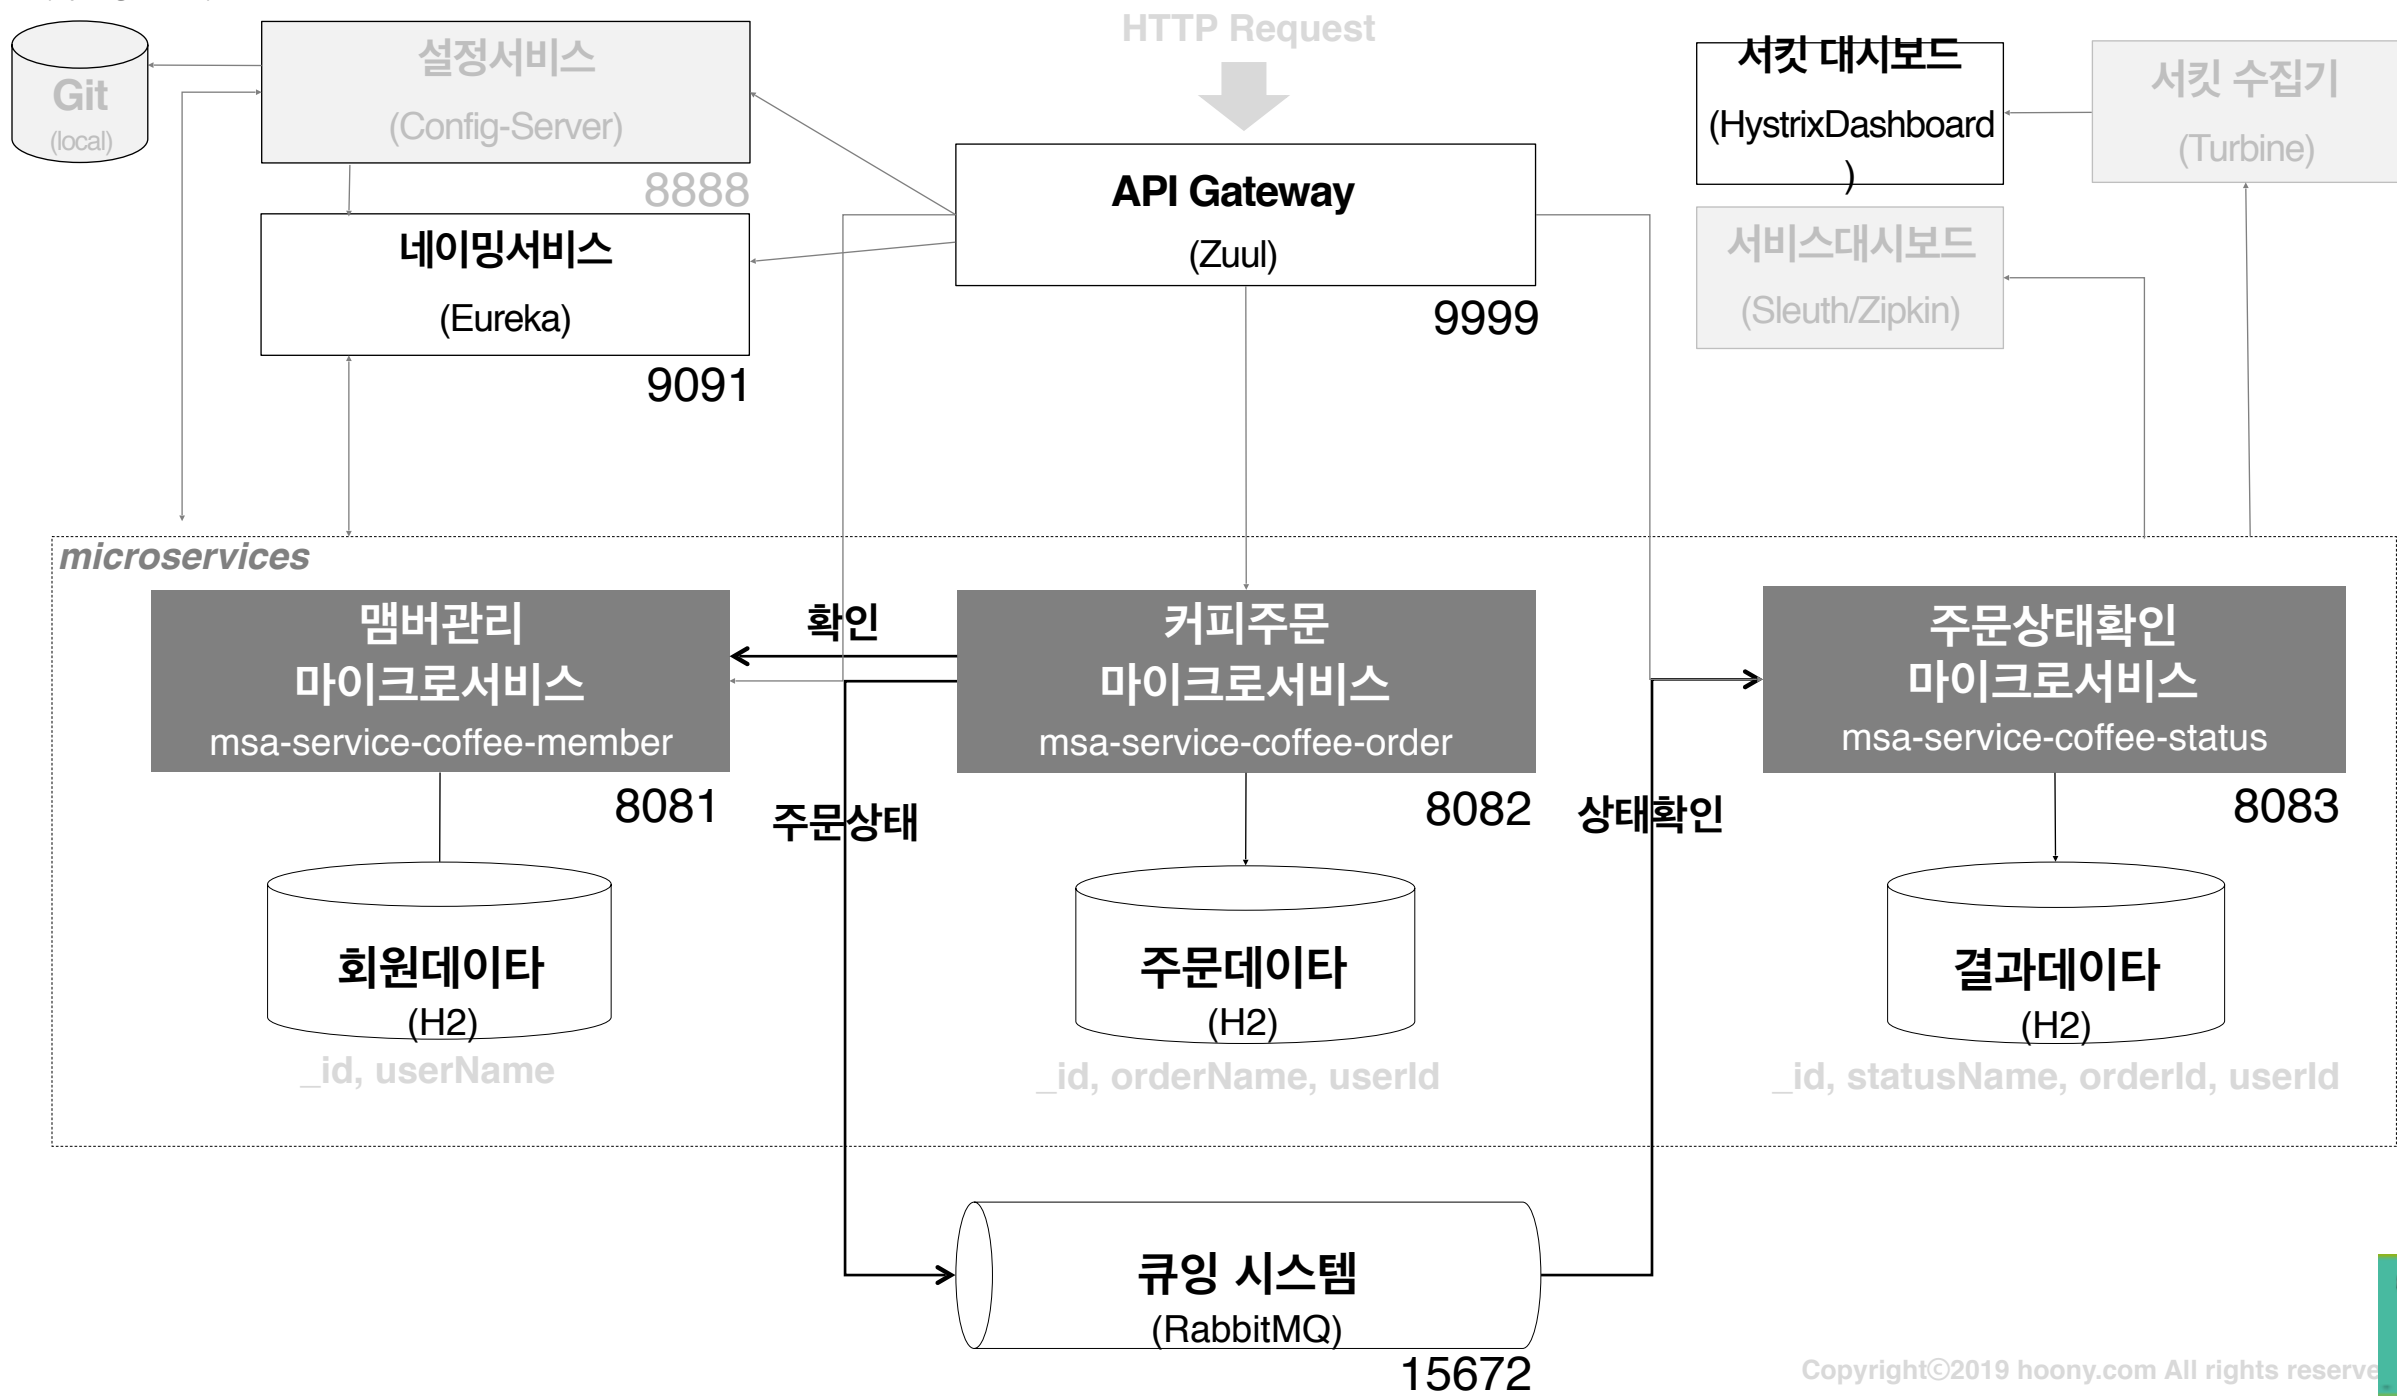 HTTP Request
Git
(local)
설정서비스
(Config-Server)
8888
네이밍서비스
(Eureka)
9091
API Gateway
(Zuul)
9999
서킷 대시보드
(HystrixDashboard
)
서킷 수집기
(Turbine)
서비스대시보드
(Sleuth/Zipkin)
microservices
맴버관리
마이크로서비스
msa-service-coffee-member
8081
확인
커피주문
마이크로서비스
msa-service-coffee-order
8082
주문상태확인
마이크로서비스
msa-service-coffee-status
8083
주문상태
상태확인
회원데이타
(H2)
_id, userName
주문데이타
(H2)
_id, orderName, userId
결과데이타
(H2)
_id, statusName, orderId, userId
큐잉 시스템
(RabbitMQ)
15672
Copyrightⓒ2019 hoony.com All rights reserve